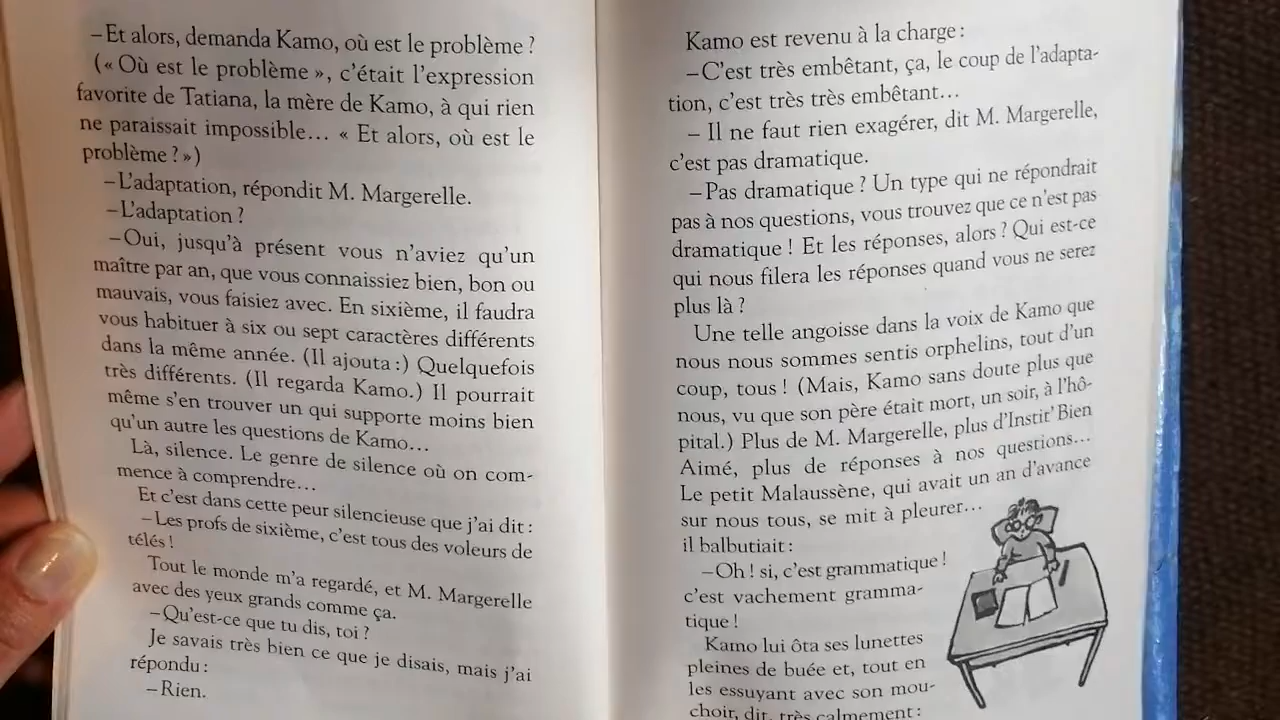 –Et alors, demanda Kamo, où est le problème ?
(« Où est le problème », c'était l'expression
favorite de Tatiana, la mère de Kamo, à qui rien
ne paraissait impossible... « Et alors, où est le
problème ? »)
–L'adaptation, répondit M. Margerelle.
–L'adaptation ?
–Oui, jusqu'à présent vous n'aviez qu'un
maître par an, que vous connaissiez bien, bon ou
mauvais, vous faisiez avec. En sixième, il faudra
vous habituer à six ou sept caractères différents
dans la même année. (Il ajouta :) Quelquefois
très différents. (Il regarda Kamo.) Il pourrait
même s'en trouver un qui supporte moins bien
qu'un autre les questions de Kamo...
Là, silence. Le genre de silence où on com-
mence à comprendre...
Et c'est dans cette peur silencieuse que j'ai dit :
–Les profs de sixième, c'est tous des voleurs de
télés !
Tout le monde m'a regardé, et M. Margerelle
avec des yeux grands comme ça.
–Qu'est-ce que tu dis, toi ?
Je savais très bien ce que je disais, mais j'ai
répondu :
–Rien.
Kamo est revenu à la charge :
–C'est très embêtant, ça, le coup de l'adapta-
tion, c'est très très embêtant...
– Il ne faut rien exagérer, dit M. Margerelle,
c'est pas dramatique.
–Pas dramatique ? Un type qui ne répondrait
pas à nos questions, vous trouvez que ce n'est pas
dramatique ! Et les réponses, alors ? Qui est-ce
qui nous filera les réponses quand vous ne serez
plus là ?
Une telle angoisse dans la voix de Kamo que
nous nous sommes sentis orphelins, tout d'un
coup, tous ! (Mais, Kamo sans doute plus que
nous, vu que son père était mort, un soir, à l'hô-
pital.) Plus de M. Margerelle, plus d'Instit' Bien
Aimé, plus de réponses à nos questions...
Le petit Malaussène, qui avait un an d'avance
sur nous tous, se mit à pleurer...
il balbutiait :
–Oh ! si, c'est grammatique !
c'est vachement gramma-
tique !
Kamo lui ôta ses lunettes
pleines de buée et, tout en
les essuyant avec son mou-
choir, dit, très calmement :